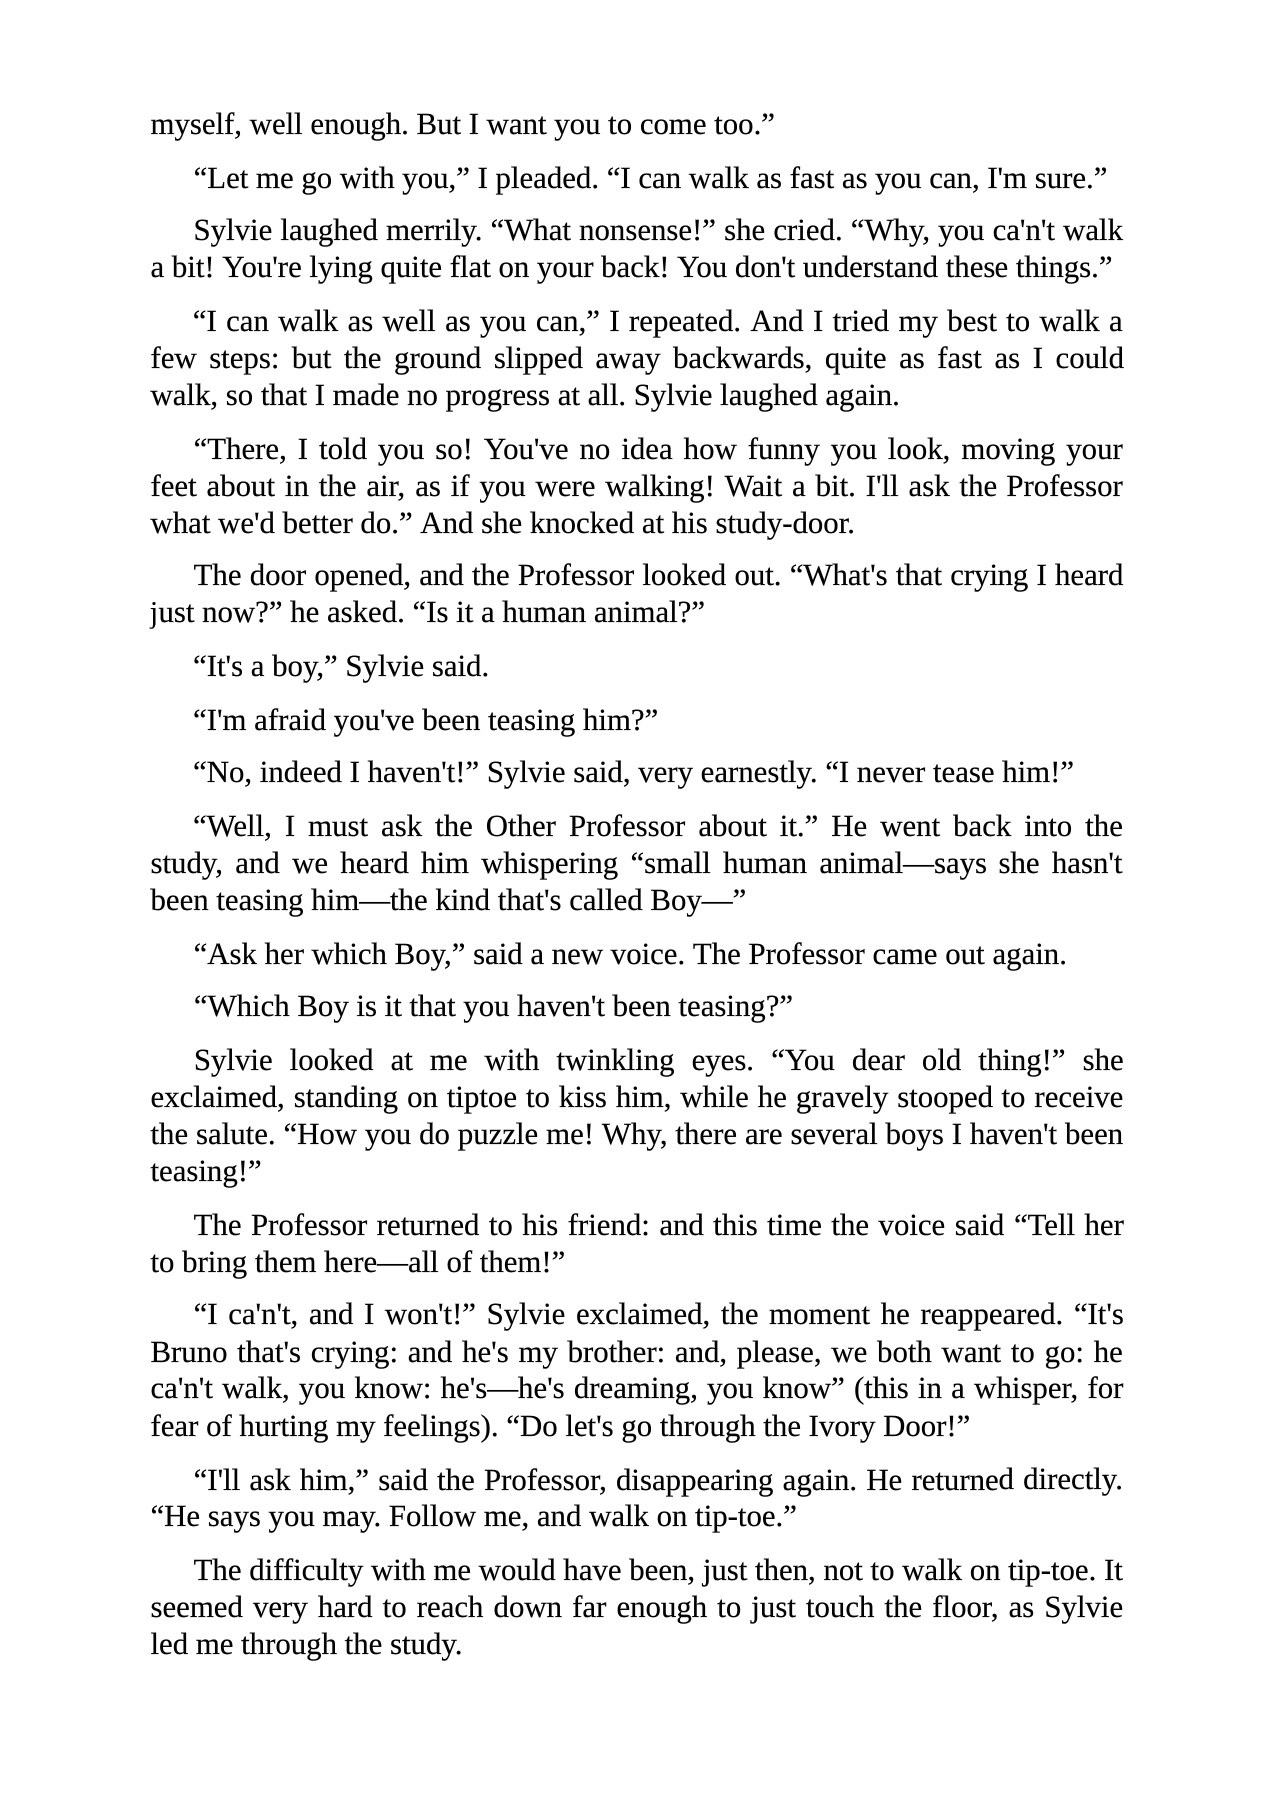 myself, well enough. But I want you to come too.”
“Let me go with you,” I pleaded. “I can walk as fast as you can, I'm sure.”
Sylvie laughed merrily. “What nonsense!” she cried. “Why, you ca'n't walk
a bit! You're lying quite flat on your back! You don't understand these things.”
“I can walk as well as you can,” I repeated. And I tried my best to walk a
few steps: but the ground slipped away backwards, quite as fast as I could
walk, so that I made no progress at all. Sylvie laughed again.
“There, I told you so! You've no idea how funny you look, moving your
feet about in the air, as if you were walking! Wait a bit. I'll ask the Professor
what we'd better do.” And she knocked at his study-door.
The door opened, and the Professor looked out. “What's that crying I heard
just now?” he asked. “Is it a human animal?”
“It's a boy,” Sylvie said.
“I'm afraid you've been teasing him?”
“No, indeed I haven't!” Sylvie said, very earnestly. “I never tease him!”
“Well, I must ask the Other Professor about it.” He went back into the
study, and we heard him whispering “small human animal—says she hasn't
been teasing him—the kind that's called Boy—”
“Ask her which Boy,” said a new voice. The Professor came out again.
“Which Boy is it that you haven't been teasing?”
Sylvie looked at me with twinkling eyes. “You dear old thing!” she
exclaimed, standing on tiptoe to kiss him, while he gravely stooped to receive
the salute. “How you do puzzle me! Why, there are several boys I haven't been
teasing!”
The Professor returned to his friend: and this time the voice said “Tell her
to bring them here—all of them!”
“I ca'n't, and I won't!” Sylvie exclaimed, the moment he reappeared. “It's
Bruno that's crying: and he's my brother: and, please, we both want to go: he
ca'n't walk, you know: he's—he's dreaming, you know” (this in a whisper, for
fear of hurting my feelings). “Do let's go through the Ivory Door!”
“I'll ask him,” said the Professor, disappearing again. He returned directly.
“He says you may. Follow me, and walk on tip-toe.”
The difficulty with me would have been, just then, not to walk on tip-toe. It
seemed very hard to reach down far enough to just touch the floor, as Sylvie
led me through the study.